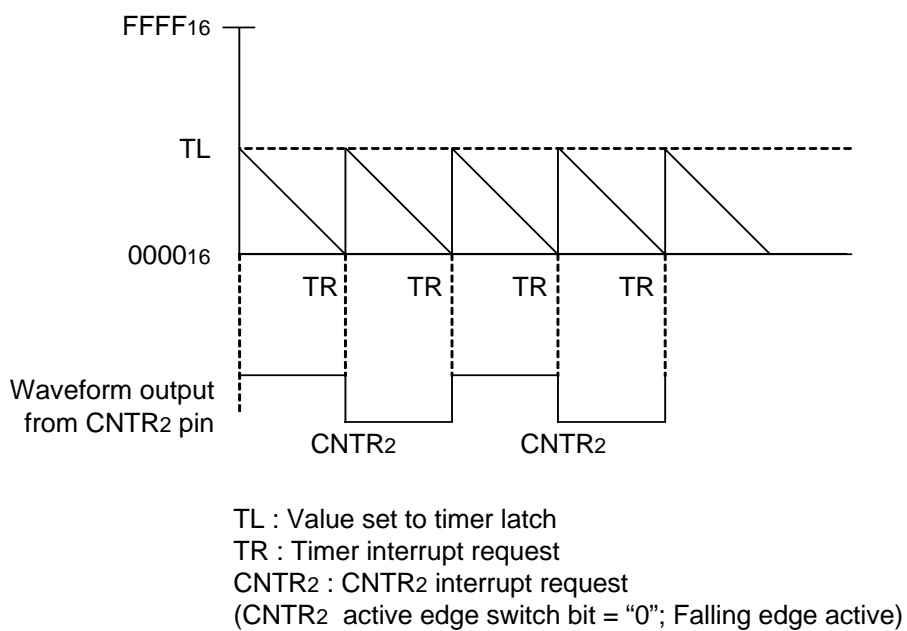 FFFF16
TL
000016
TR TR TR TR
Waveform output
from CNTR2 pin
CNTR2 CNTR2
TL : Value set to timer latch
TR : Timer interrupt request
CNTR2 : CNTR2 interrupt request
(CNTR2 active edge switch bit = “0”; Falling edge active)